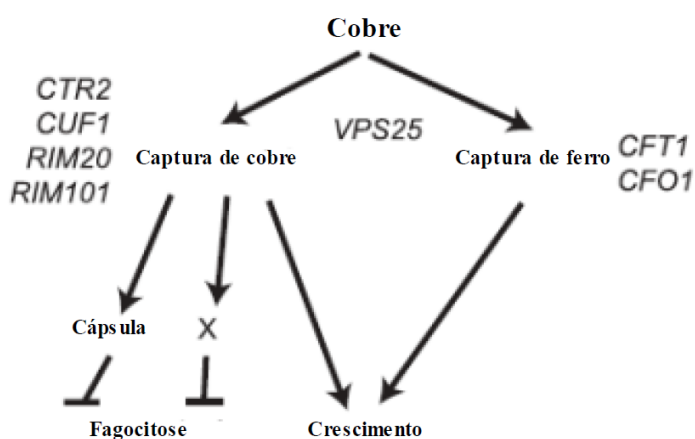 Cobre
CTR2
CUF1
RIM20
RIM101
Captura de cobre
VPS25
Captura de ferro
CFT1
CFO1
Cápsula
X
Fagocitose
Crescimento